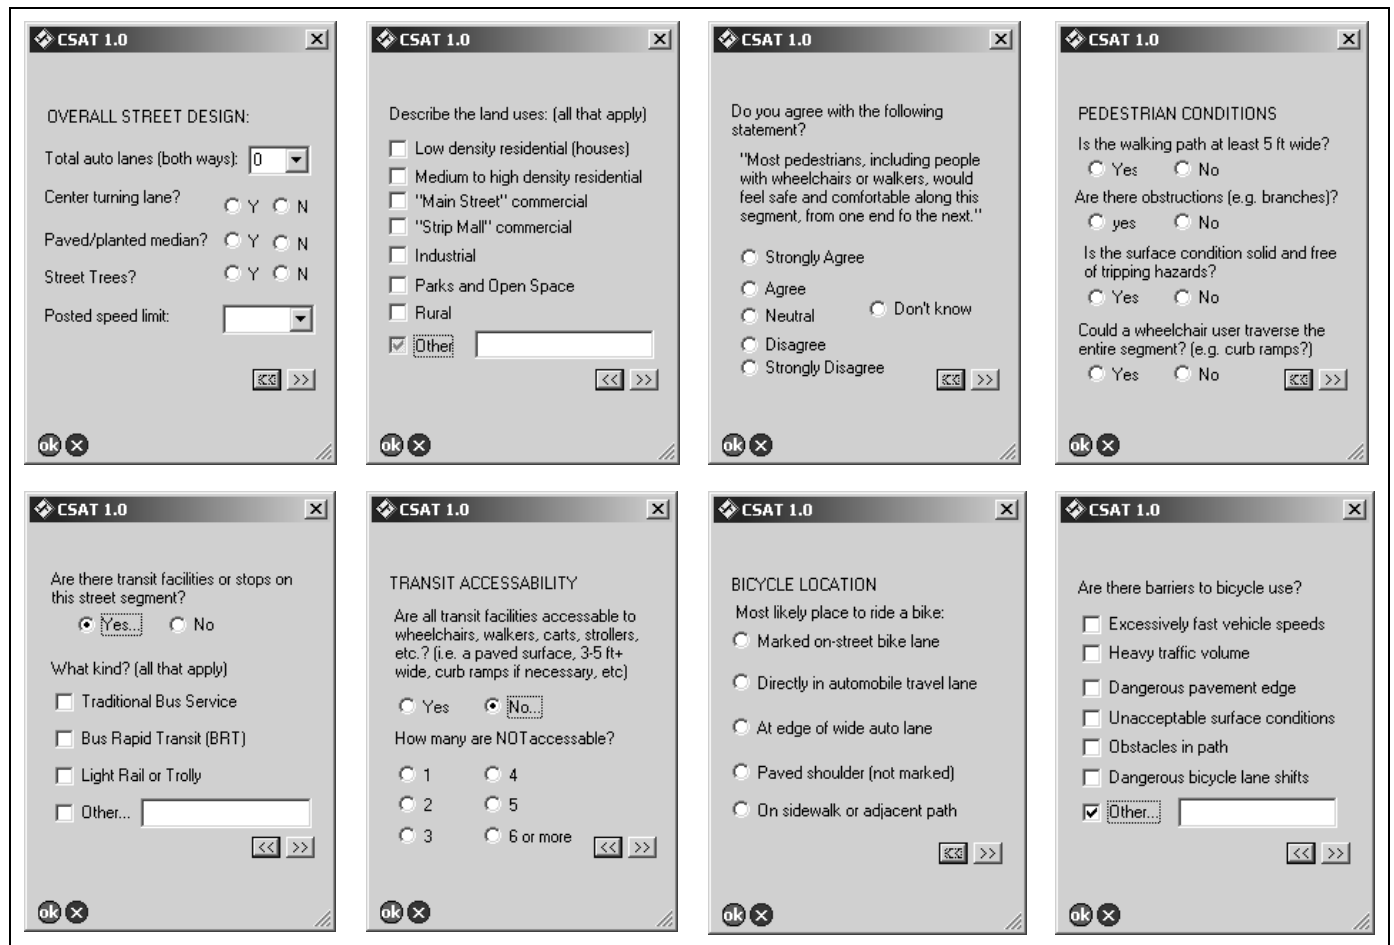 CSAT 1.0
OVERALL STREET DESIGN:
Total auto lanes (both ways): 0
Center turning lane? Y N
Paved/planted median? Y N
Street Trees? Y N
Posted speed limit:
<< >>
ok
CSAT 1.0
Describe the land uses: (all that apply)
Low density residential (houses)
Medium to high density residential
"Main Street" commercial
"Strip Mall" commercial
Industrial
Parks and Open Space
Rural
Other
<< >>
ok
CSAT 1.0
Do you agree with the following
statement?
"Most pedestrians, including people
with wheelchairs or walkers, would
feel safe and comfortable along this
segment, from one end fo the next."
Strongly Agree
Agree
Neutral Don't know
Disagree
Strongly Disagree
<< >>
ok
CSAT 1.0
PEDESTRIAN CONDITIONS
Is the walking path at least 5 ft wide?
Yes No
Are there obstructions (e.g. branches)?
yes No
Is the surface condition solid and free
of tripping hazards?
Yes No
Could a wheelchair user traverse the
entire segment? (e.g. curb ramps?)
Yes No
<< >>
ok
CSAT 1.0
Are there transit facilities or stops on
this street segment?
Yes... No
What kind? (all that apply)
Traditional Bus Service
Bus Rapid Transit (BRT)
Light Rail or Trolly
Other...
<< >>
ok
CSAT 1.0
TRANSIT ACCESSABILITY
Are all transit facilities accessable to
wheelchairs, walkers, carts, strollers,
etc.? (i.e. a paved surface, 3-5 ft+
wide, curb ramps if necessary, etc)
Yes No...
How many are NOT accessable?
1 4
2 5
3 6 or more
<< >>
ok
CSAT 1.0
BICYCLE LOCATION
Most likely place to ride a bike:
Marked on-street bike lane
Directly in automobile travel lane
At edge of wide auto lane
Paved shoulder (not marked)
On sidewalk or adjacent path
<< >>
ok
CSAT 1.0
Are there barriers to bicycle use?
Excessively fast vehicle speeds
Heavy traffic volume
Dangerous pavement edge
Unacceptable surface conditions
Obstacles in path
Dangerous bicycle lane shifts
Other...
<< >>
ok